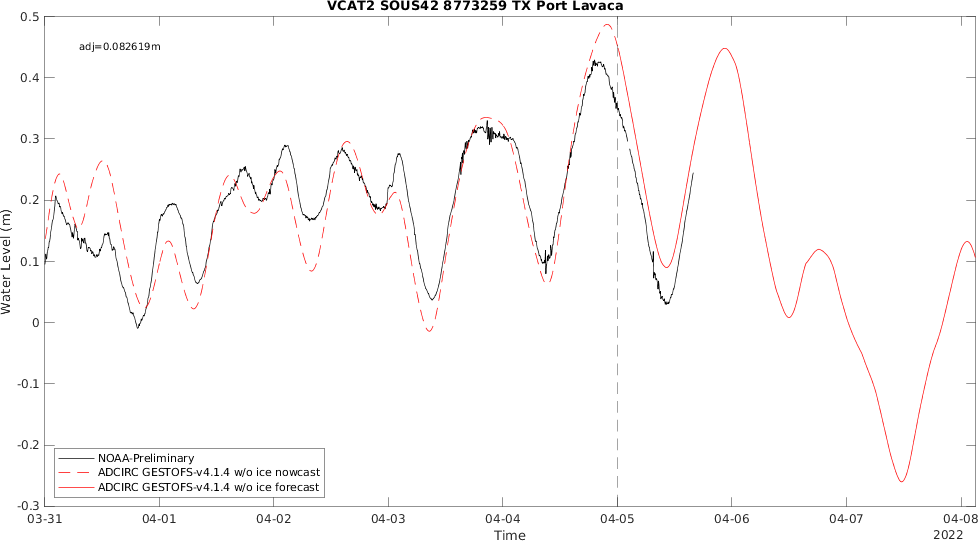 VCAT2 SOUS42 8773259 TX Port Lavaca
adj=0.082619m
0.5
0.4
0.3
0.2
0.1
0
-0.1
-0.2
-0.3
Water Level (m)
NOAA-Preliminary
ADCIRC GESTOFS-v4.1.4 w/o ice nowcast
ADCIRC GESTOFS-v4.1.4 w/o ice forecast
03-31 04-01 04-02 04-03 04-04 04-05 04-06 04-07 04-08
Time
2022